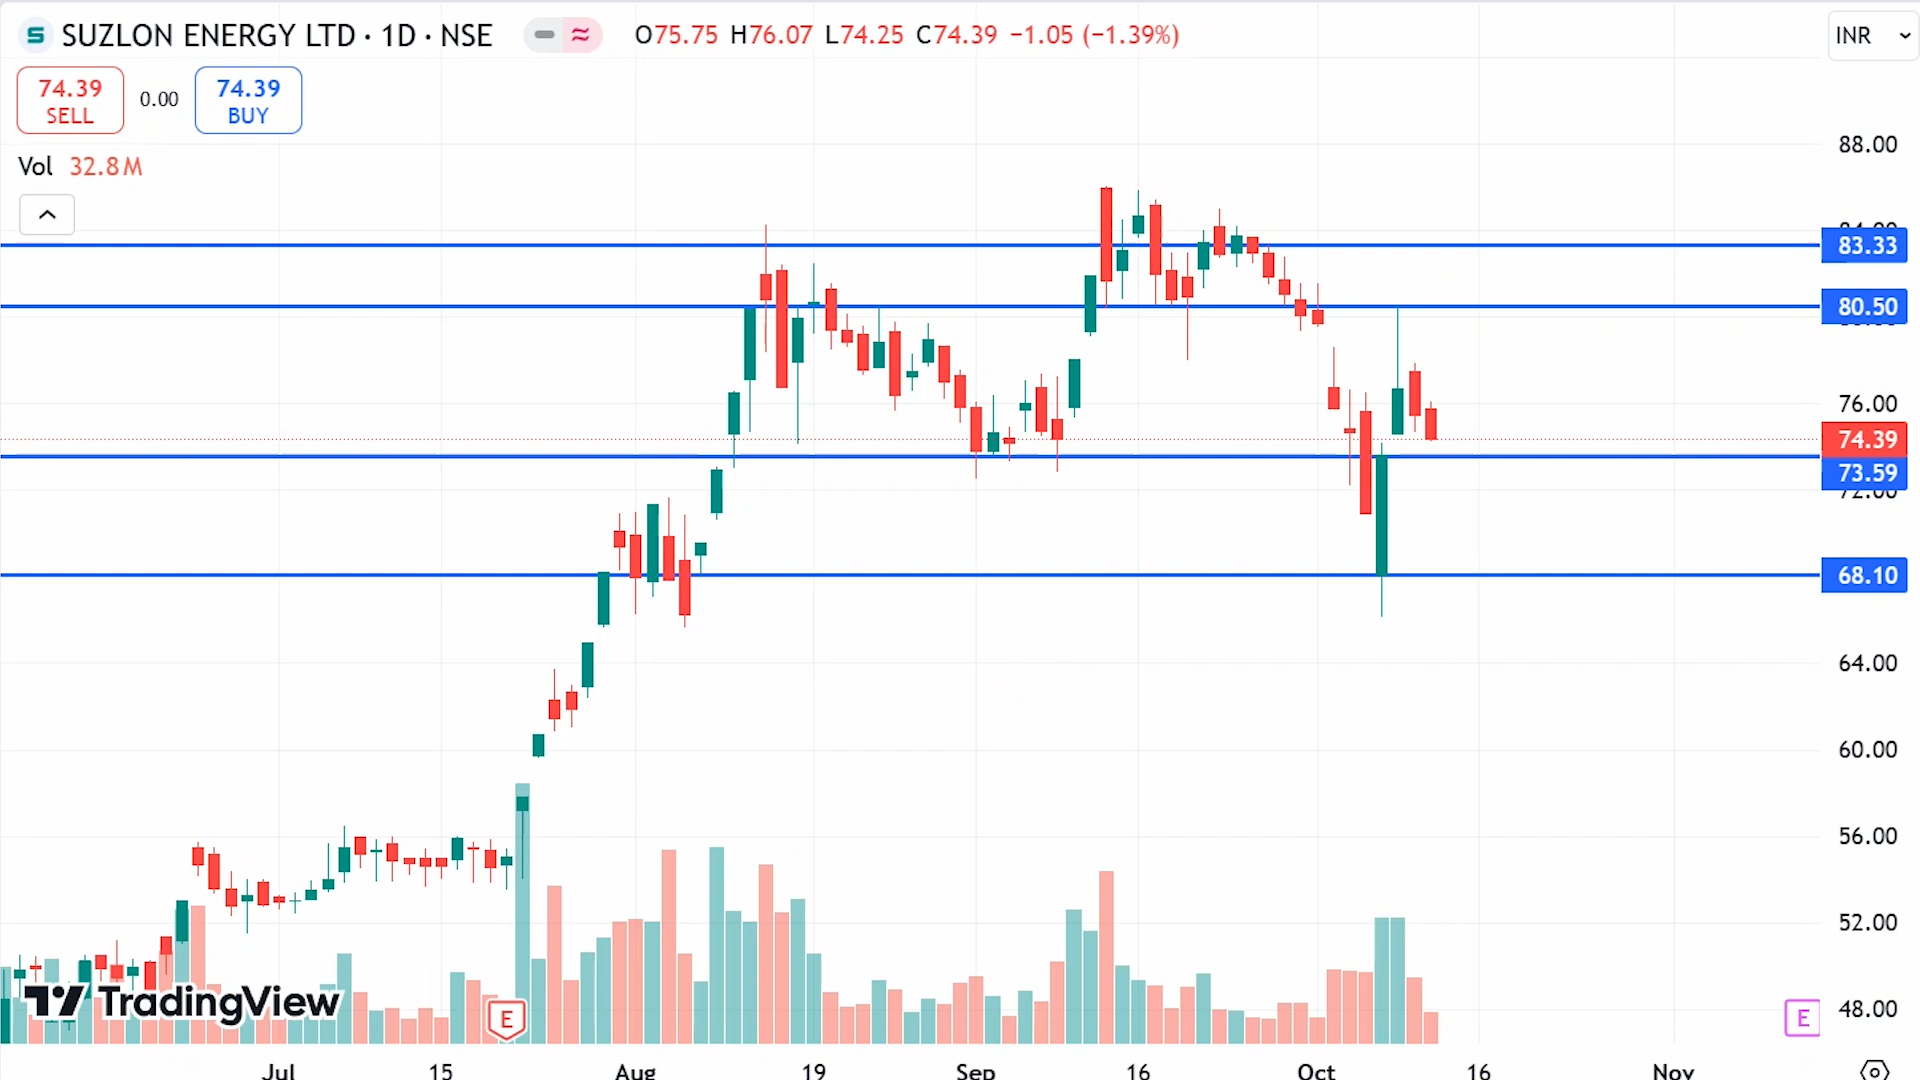 SUZLON ENERGY LTD · 1D · NSE
O75.75 H76.07 L74.25 C74.39 −1.05 (−1.39%)
INR
74.39
SELL
0.00
74.39
BUY
Vol 32.8M
88.00
83.33
80.50
76.00
74.39
73.59
72.00
68.10
64.00
60.00
56.00
52.00
48.00
TradingView
E
E
Jul
15
Aug
19
Sep
16
Oct
16
Nov